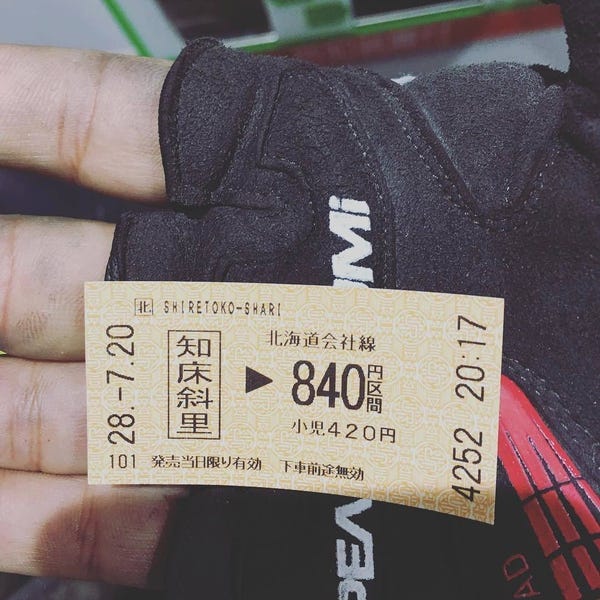 北 SHIRETOKO-SHARI
28.-7.20
知床斜里
▶
北海道会社線
840円区間
小児420円
101 発売当日限り有効 下車前途無効
4252 20:17
AD